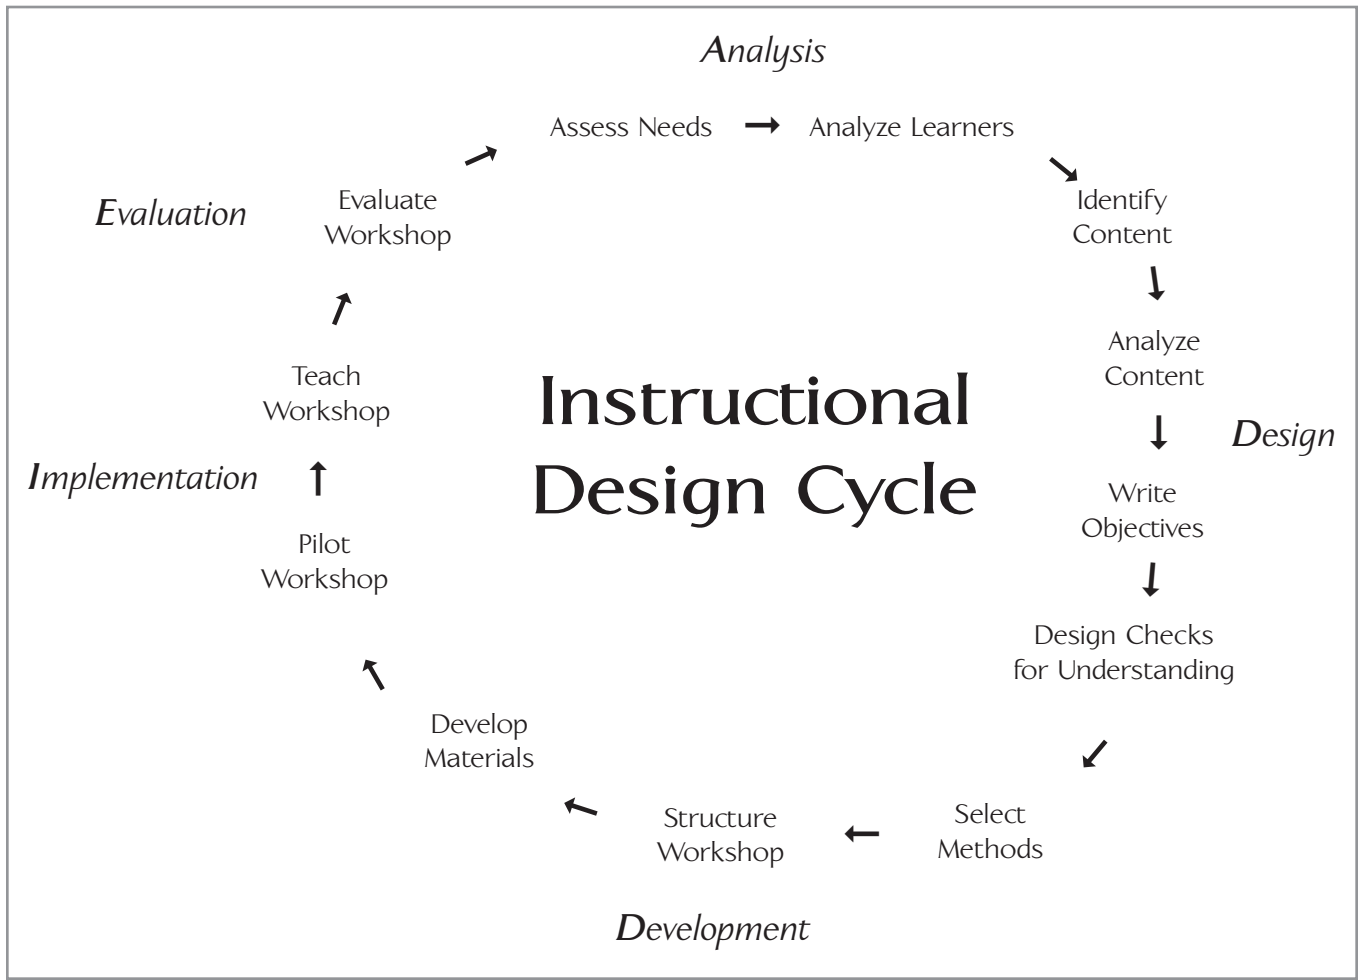 Analysis
Assess Needs
Analyze Learners
Identify
Content
Analyze
Content
Design
Write
Objectives
Design Checks
for Understanding
Select
Methods
Structure
Workshop
Development
Develop
Materials
Pilot
Workshop
Implementation
Teach
Workshop
Evaluation
Evaluate
Workshop
Instructional
Design Cycle